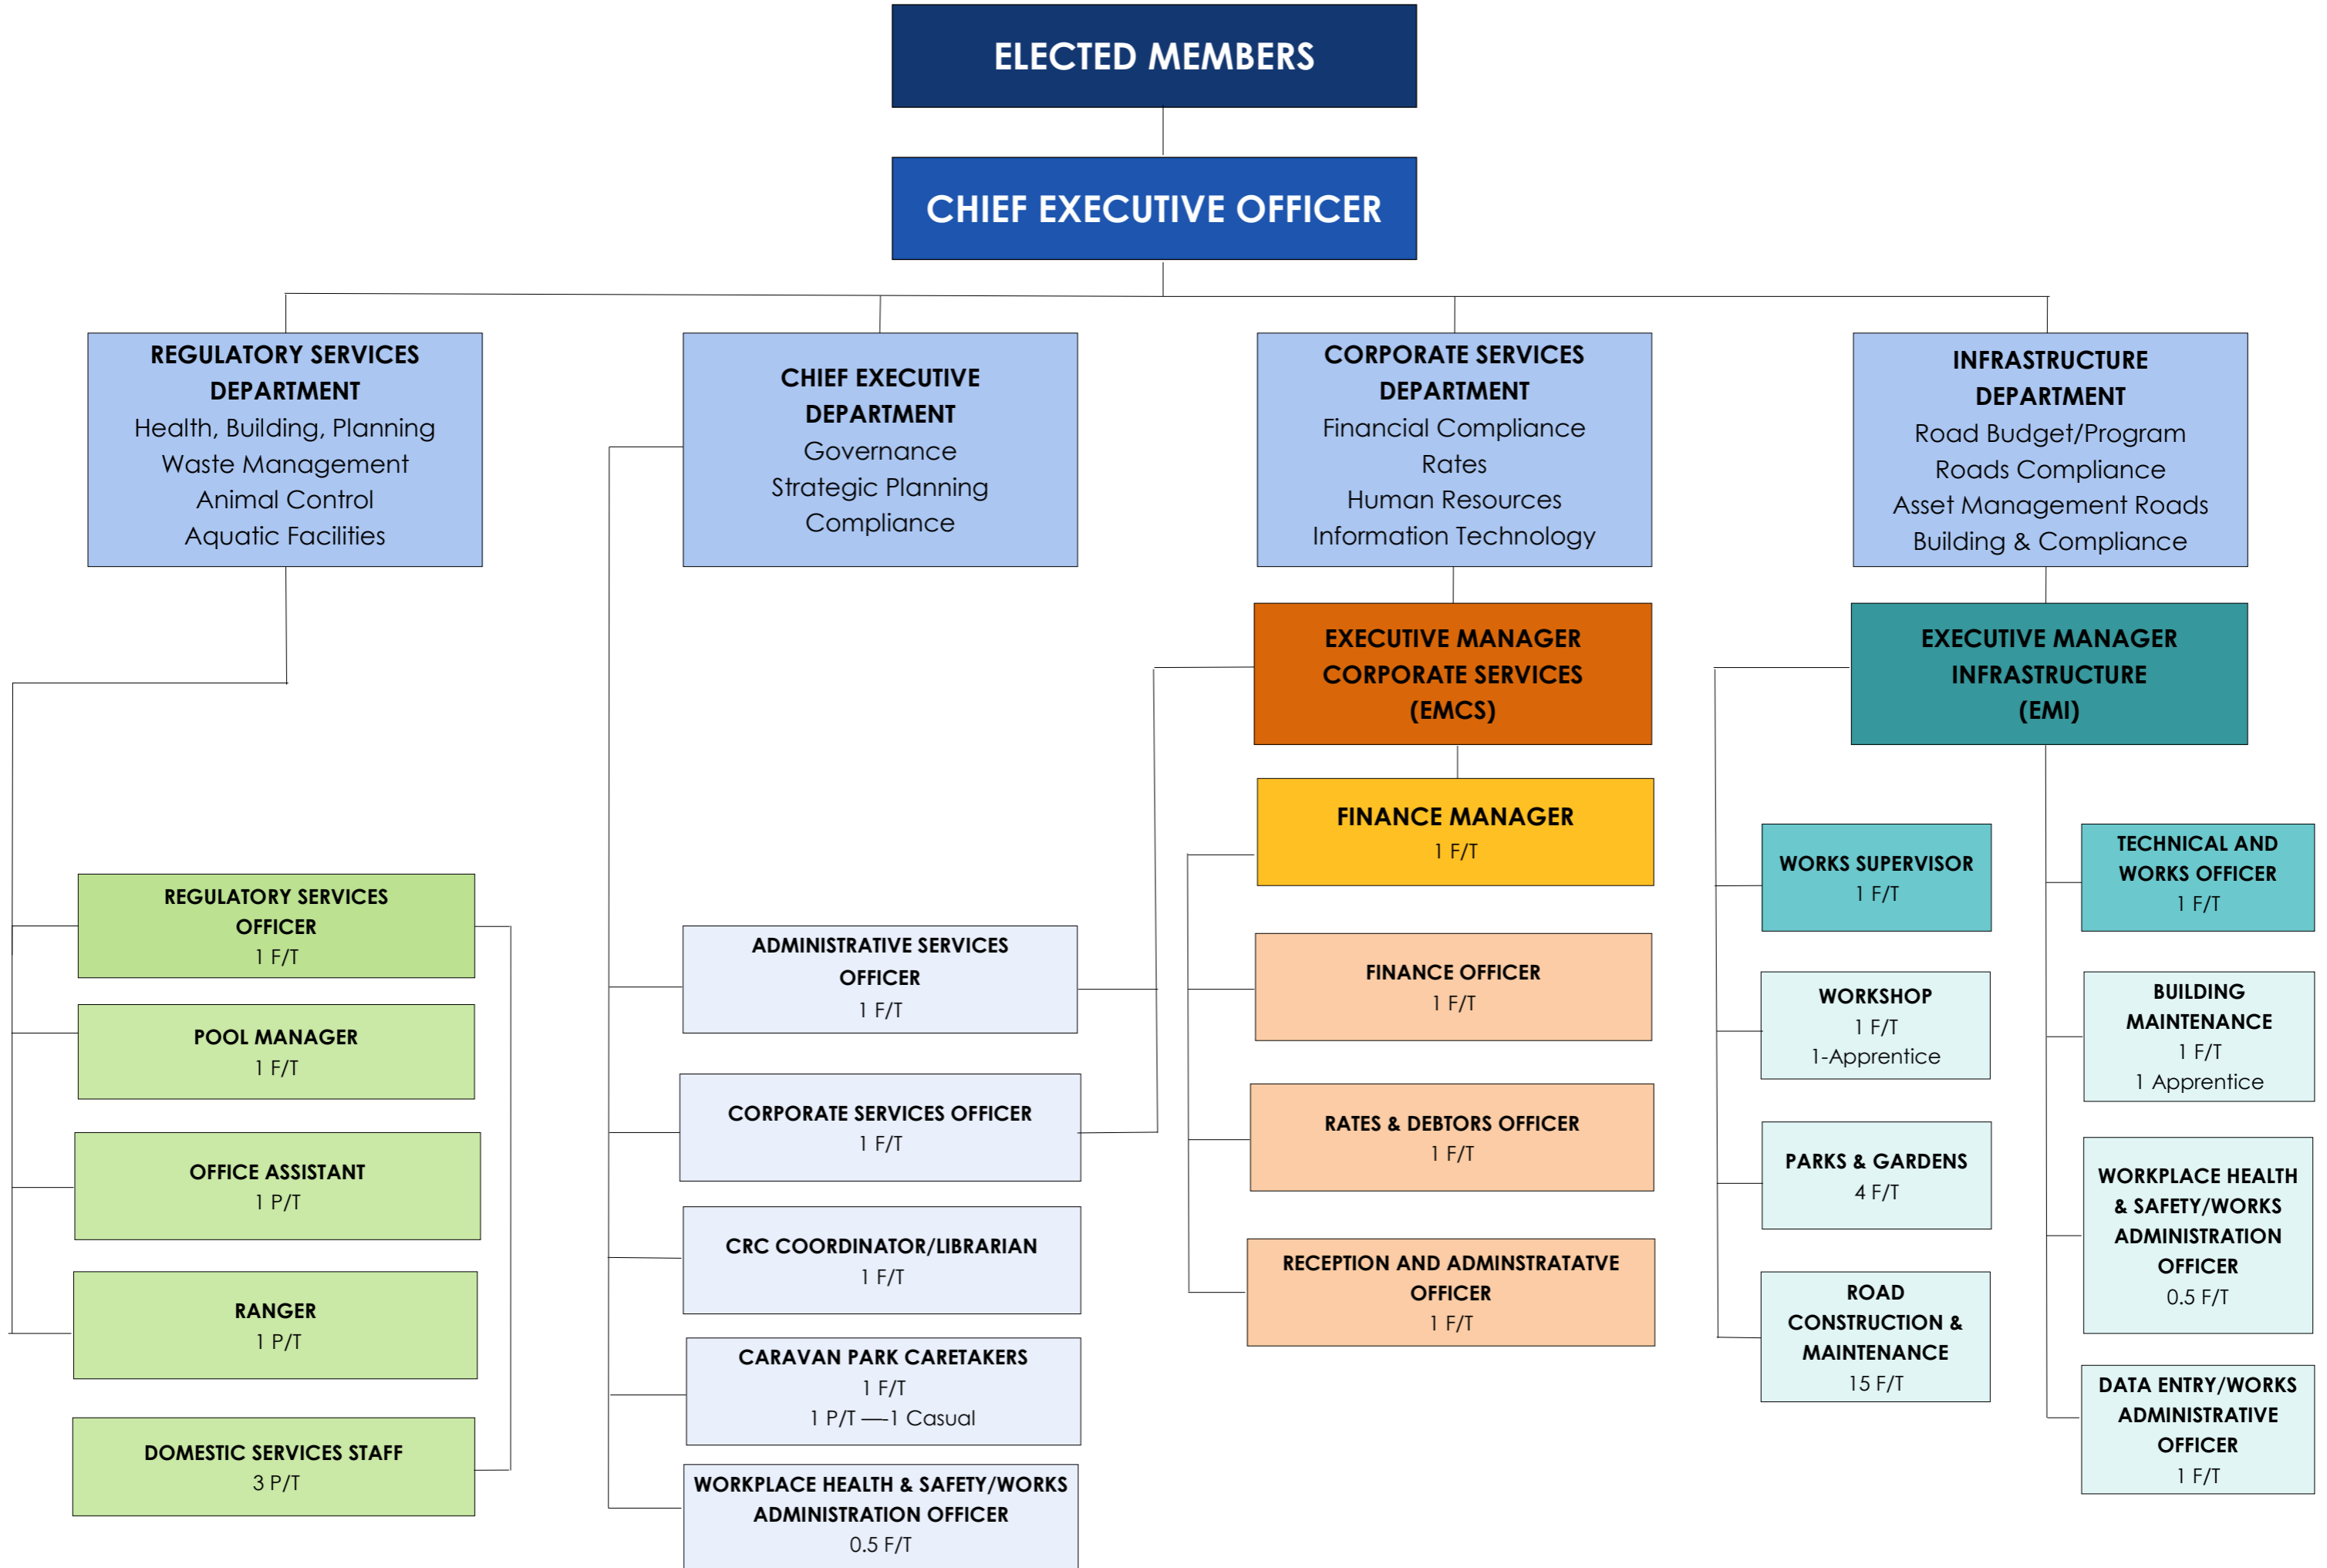 ELECTED MEMBERS
CHIEF EXECUTIVE OFFICER
REGULATORY SERVICES
DEPARTMENT
Health, Building, Planning
Waste Management
Animal Control
Aquatic Facilities
CHIEF EXECUTIVE
DEPARTMENT
Governance
Strategic Planning
Compliance
CORPORATE SERVICES
DEPARTMENT
Financial Compliance
Rates
Human Resources
Information Technology
INFRASTRUCTURE
DEPARTMENT
Road Budget/Program
Roads Compliance
Asset Management Roads
Building & Compliance
REGULATORY SERVICES
OFFICER
1 F/T
POOL MANAGER
1 F/T
OFFICE ASSISTANT
1 P/T
RANGER
1 P/T
DOMESTIC SERVICES STAFF
3 P/T
ADMINISTRATIVE SERVICES
OFFICER
1 F/T
CORPORATE SERVICES OFFICER
1 F/T
CRC COORDINATOR/LIBRARIAN
1 F/T
CARAVAN PARK CARETAKERS
1 F/T
1 P/T —-1 Casual
WORKPLACE HEALTH & SAFETY/WORKS
ADMINISTRATION OFFICER
0.5 F/T
EXECUTIVE MANAGER
CORPORATE SERVICES
(EMCS)
FINANCE MANAGER
1 F/T
FINANCE OFFICER
1 F/T
RATES & DEBTORS OFFICER
1 F/T
RECEPTION AND ADMINSTRATATVE
OFFICER
1 F/T
EXECUTIVE MANAGER
INFRASTRUCTURE
(EMI)
WORKS SUPERVISOR
1 F/T
WORKSHOP
1 F/T
1-Apprentice
PARKS & GARDENS
4 F/T
ROAD
CONSTRUCTION &
MAINTENANCE
15 F/T
TECHNICAL AND
WORKS OFFICER
1 F/T
BUILDING
MAINTENANCE
1 F/T
1 Apprentice
WORKPLACE HEALTH
& SAFETY/WORKS
ADMINISTRATION
OFFICER
0.5 F/T
DATA ENTRY/WORKS
ADMINISTRATIVE
OFFICER
1 F/T